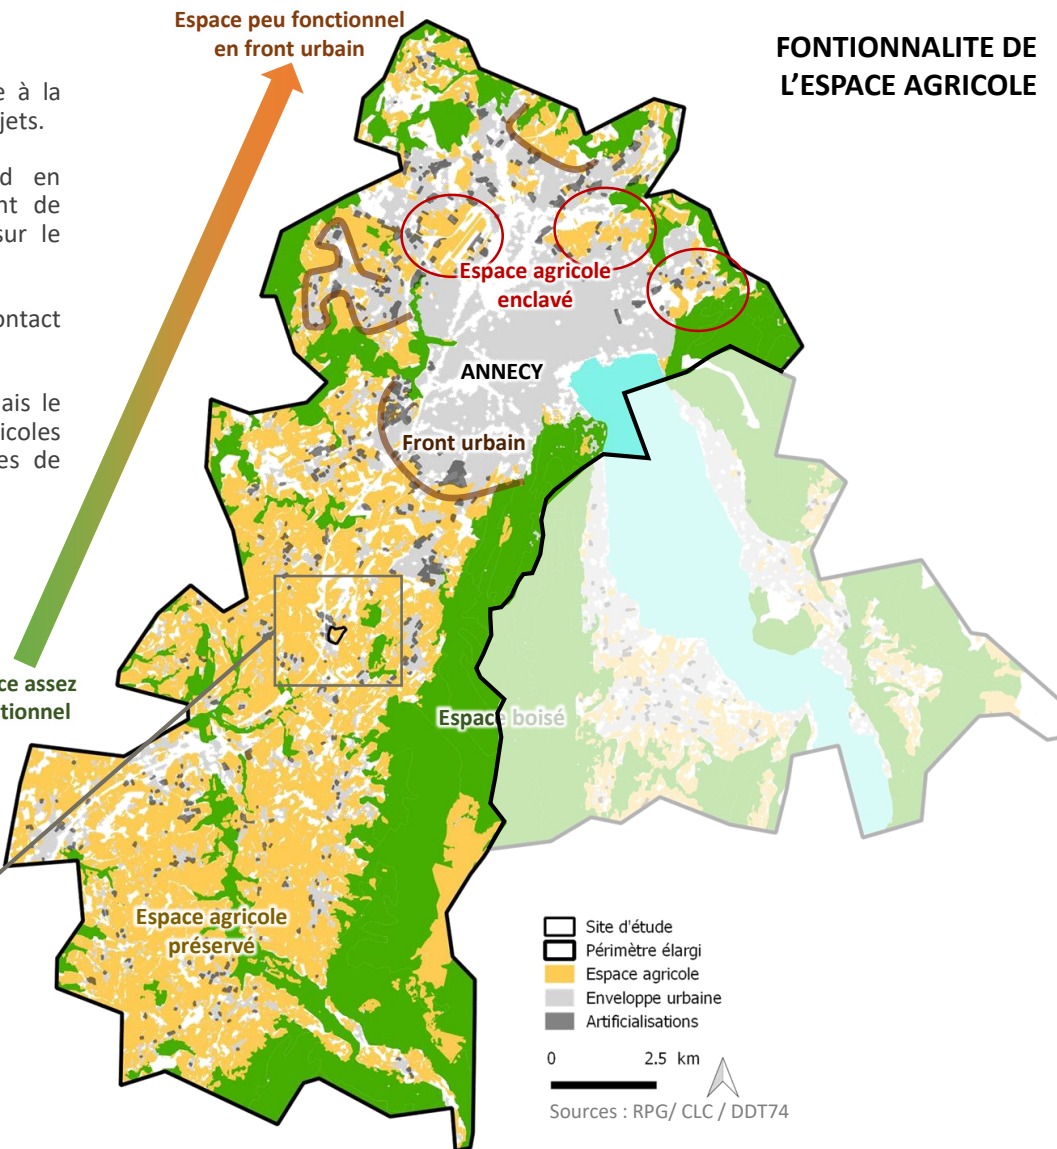 Espace peu fonctionnel
en front urbain
FONTIONNALITE DE
L'ESPACE AGRICOLE
e à la
jets.
d en
nt de
sur le
ontact
ais le
icoles
es de
Espace agricole
enclavé
ANNECY
Front urbain
ce assez
tionnel
Espace boisé
Espace agricole
préservé
Site d'étude
Périmètre élargi
Espace agricole
Enveloppe urbaine
Artificialisations
0 2.5 km
Sources : RPG/ CLC / DDT74